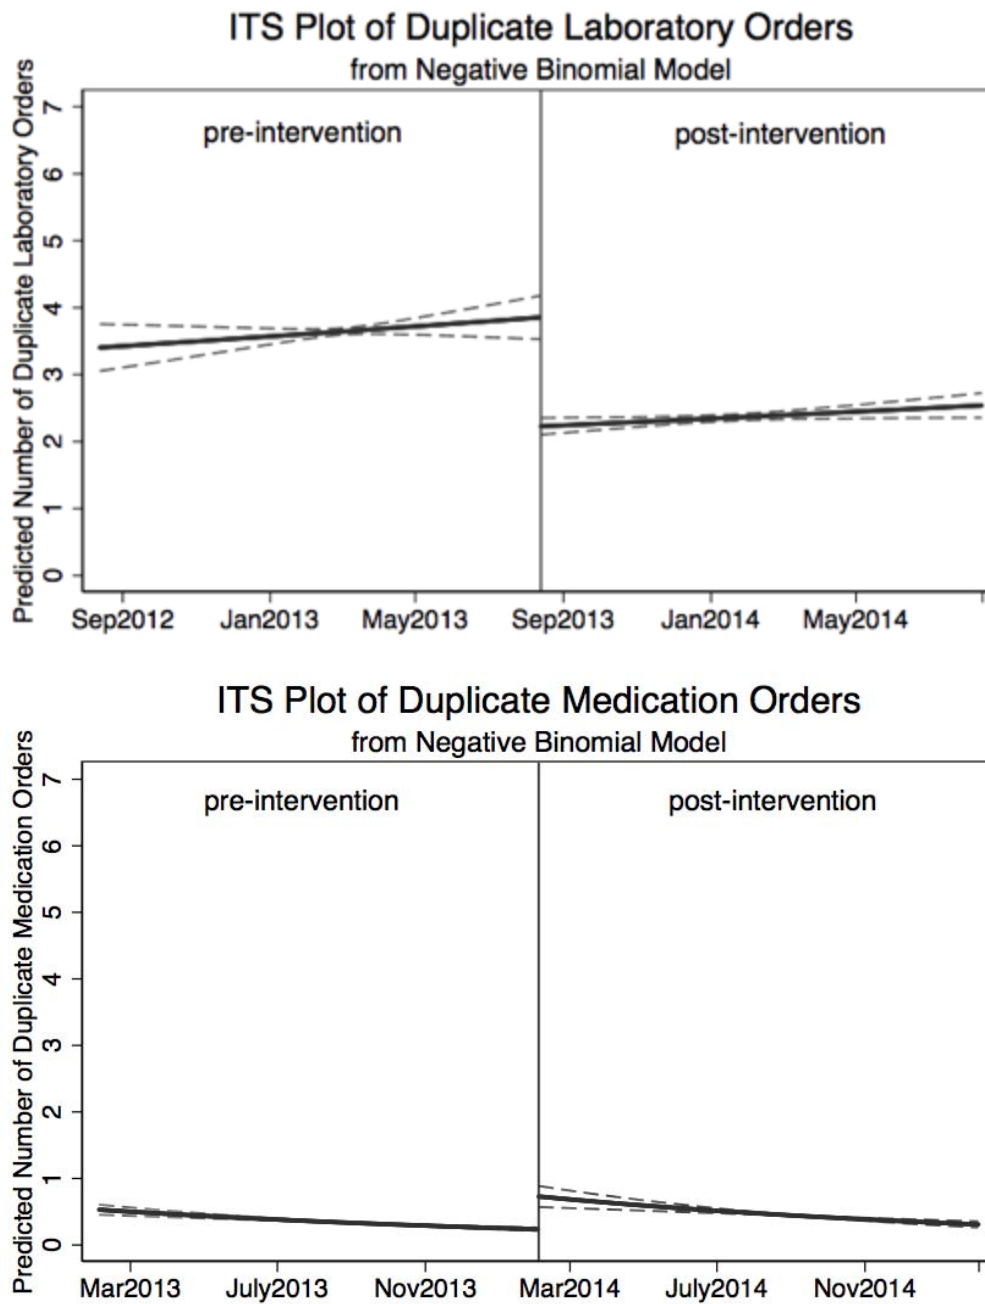 ITS Plot of Duplicate Laboratory Orders
from Negative Binomial Model
Predicted Number of Duplicate Laboratory Orders
pre-intervention
post-intervention
7
6
5
4
3
2
1
0
Sep2012 Jan2013 May2013 Sep2013 Jan2014 May2014
ITS Plot of Duplicate Medication Orders
from Negative Binomial Model
Predicted Number of Duplicate Medication Orders
pre-intervention
post-intervention
7
6
5
4
3
2
1
0
Mar2013 July2013 Nov2013 Mar2014 July2014 Nov2014